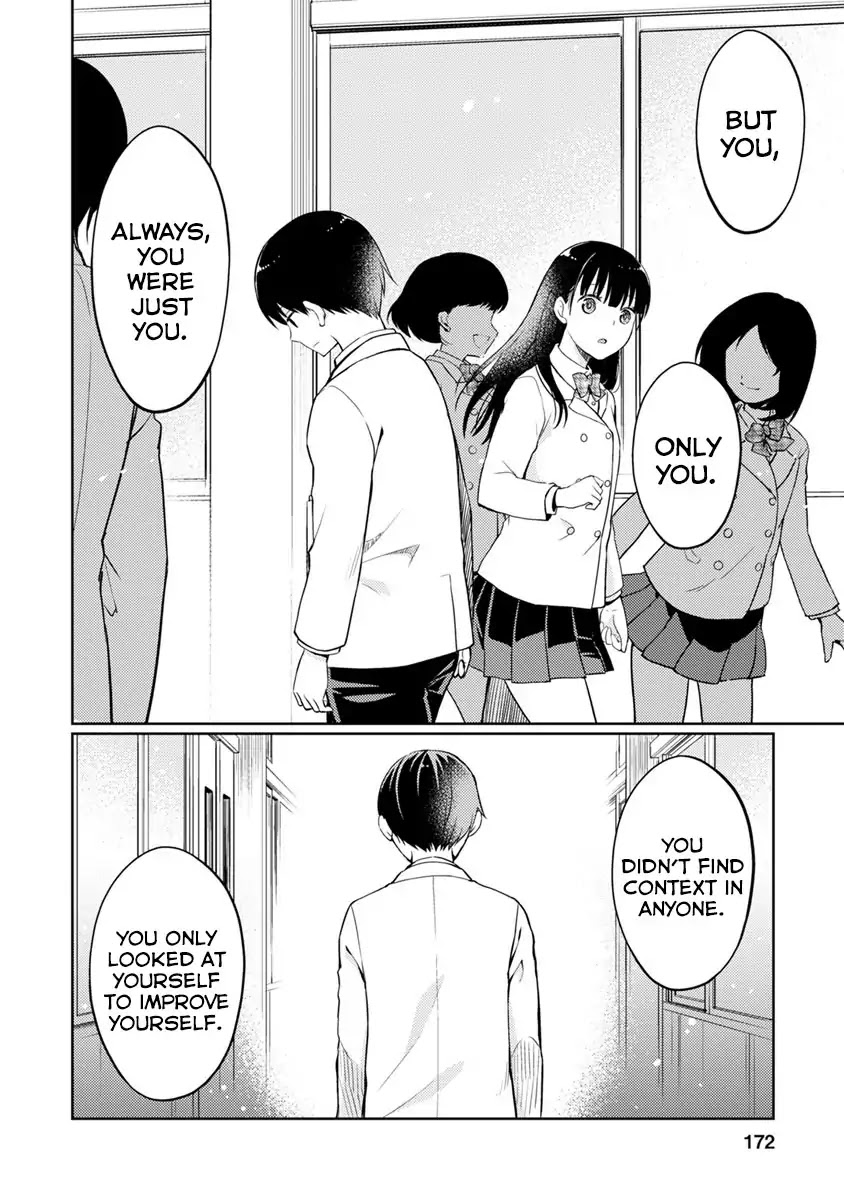 BUT
YOU,
ONLY
YOU.
ALWAYS,
YOU
WERE
JUST
YOU.
YOU
DIDN'T FIND
CONTEXT IN
ANYONE.
YOU ONLY
LOOKED AT
YOURSELF
TO IMPROVE
YOURSELF.
172